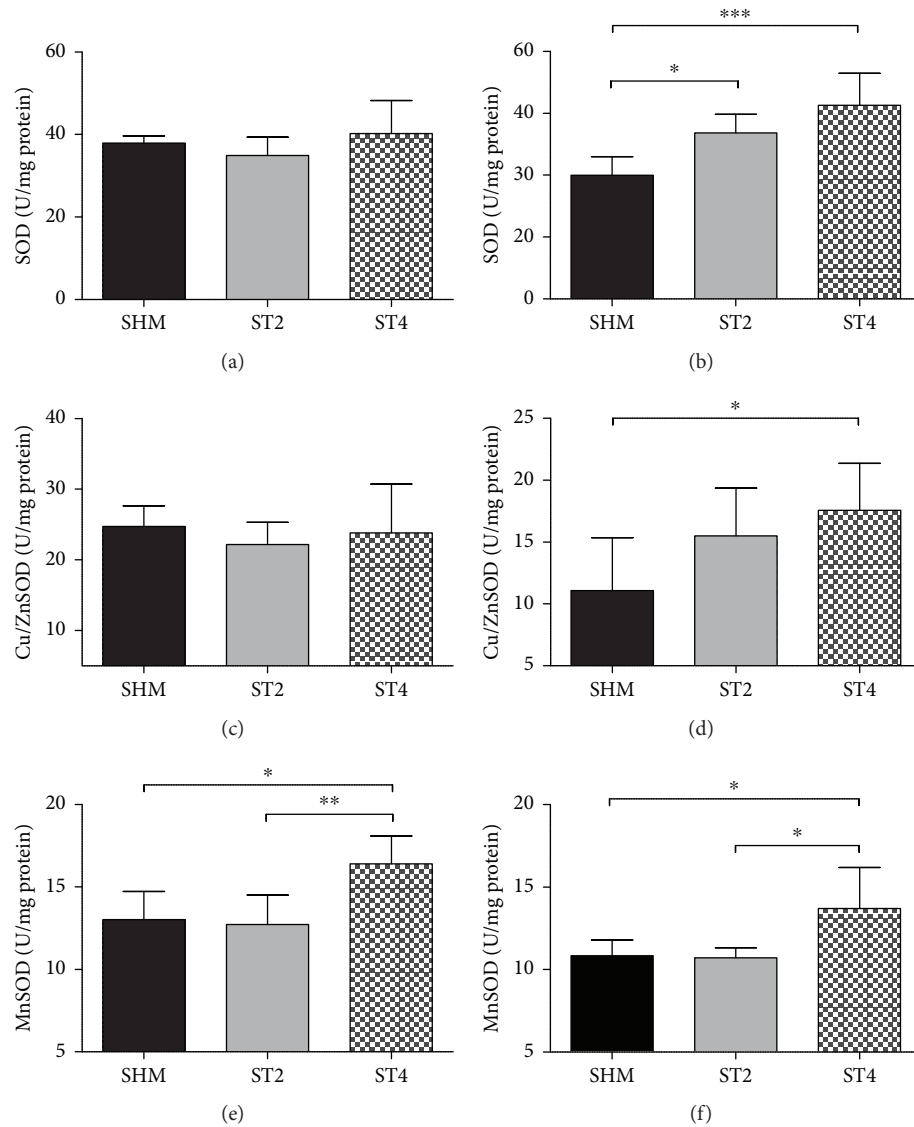 SOD (U/mg protein)
60
40
20
0
SHM
ST2
ST4
(a)
***
*
SOD (U/mg protein)
60
40
30
30
0
SHM
ST2
ST4
(b)
Cu/ZnSOD (U/mg protein)
40
30
20
10
SHM
ST2
ST4
(c)
*
Cu/ZnSOD (U/mg protein)
25
20
15
10
5
SHM
ST2
ST4
(d)
*
**
MnSOD (U/mg protein)
20
15
10
5
SHM
ST2
ST4
(e)
*
*
MnSOD (U/mg protein)
20
15
10
5
SHM
ST2
ST4
(f)